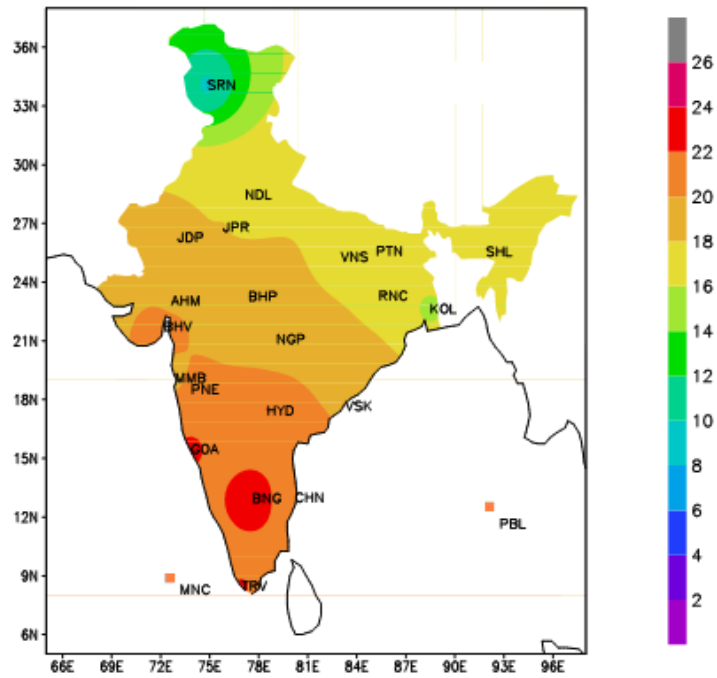 36N
33N
30N
27N
24N
21N
18N
15N
12N
9N
6N
66E 69E 72E 75E 78E 81E 84E 87E 90E 93E 96E
SRN
NDL
JPR
JDP
VNS
PTN
SHL
AHM
BHP
RNC
KOL
BHV
NGP
MMB
PNE
HYD
VSK
GOA
BNG
CHN
PBL
MNC
TRV
26
24
22
20
18
16
14
12
10
8
6
4
2